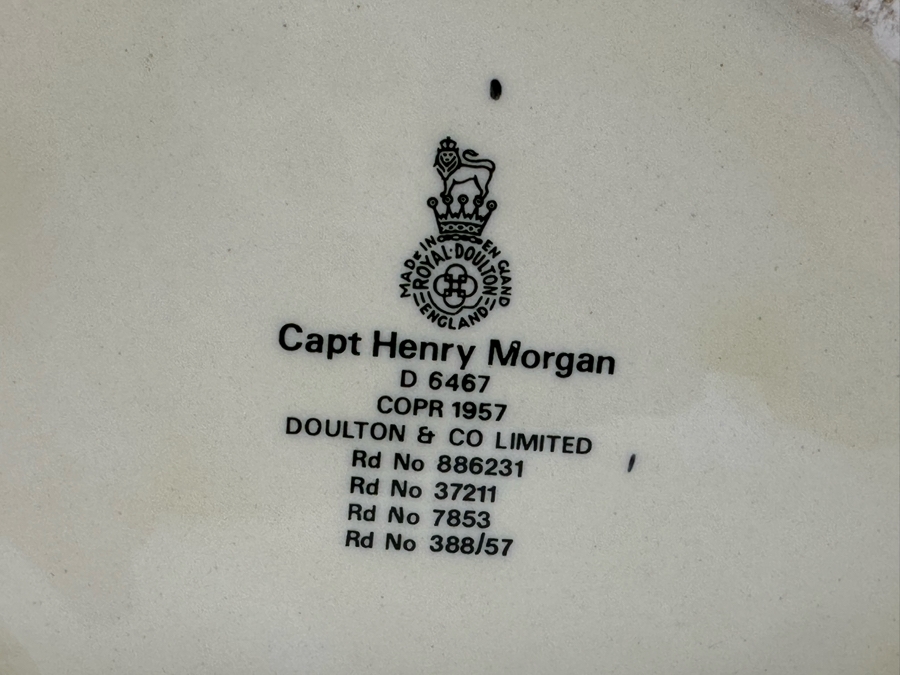 MADE IN ENGLAND
ROYAL·DOULTON
ENGLAND
Capt Henry Morgan
D 6467
COPR 1957
DOULTON & CO LIMITED
Rd No 886231
Rd No 37211
Rd No 7853
Rd No 388/57